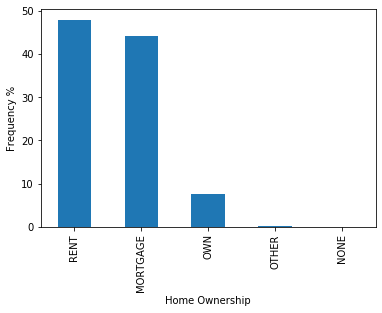 50
40
30
20
10
0
Frequency %
RENT
MORTGAGE
OWN
OTHER
NONE
Home Ownership